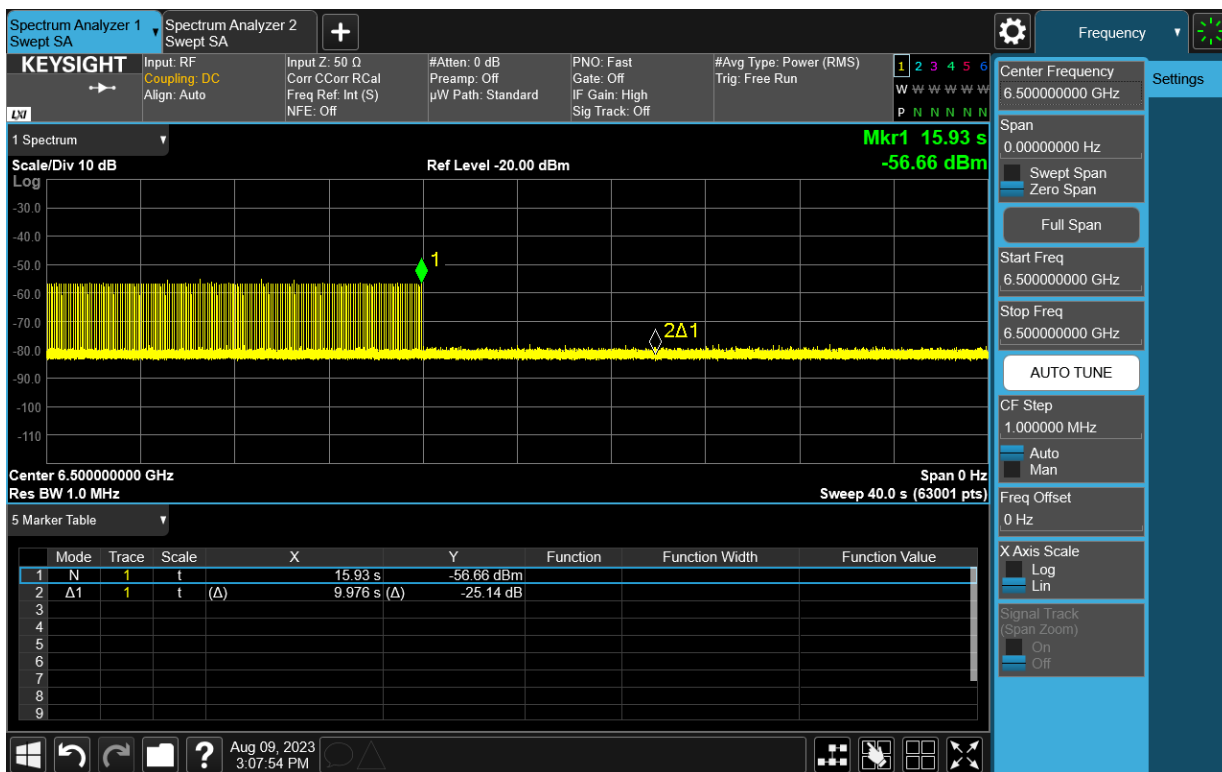 Spectrum Analyzer 1
Swept SA
Spectrum Analyzer 2
Swept SA
Frequency
KEYSIGHT
LXI
Input: RF
Coupling: DC
Align: Auto
Input Z: 50 Ω
Corr CCorr RCal
Freq Ref: Int (S)
NFE: Off
#Atten: 0 dB
Preamp: Off
µW Path: Standard
PNO: Fast
Gate: Off
IF Gain: High
Sig Track: Off
#Avg Type: Power (RMS)
Trig: Free Run
1 2 3 4 5 6
W W W W W W
P N N N N N
1 Spectrum
Scale/Div 10 dB
Ref Level -20.00 dBm
Mkr1 15.93 s
-56.66 dBm
Log
-30.0
-40.0
-50.0
-60.0
-70.0
-80.0
-90.0
-100
-110
1
2Δ1
Center 6.500000000 GHz
Span 0 Hz
Res BW 1.0 MHz
Sweep 40.0 s (63001 pts)
5 Marker Table
Mode Trace Scale X Y Function Function Width Function Value
1 N 1 t 15.93 s -56.66 dBm
2 Δ1 1 t (Δ) 9.976 s (Δ) -25.14 dB
3
4
5
6
7
8
9
Aug 09, 2023
3:07:54 PM
Center Frequency
6.500000000 GHz
Settings
Span
0.00000000 Hz
Swept Span
Zero Span
Full Span
Start Freq
6.500000000 GHz
Stop Freq
6.500000000 GHz
AUTO TUNE
CF Step
1.000000 MHz
Auto
Man
Freq Offset
0 Hz
X Axis Scale
Log
Lin
Signal Track
(Span Zoom)
On
Off